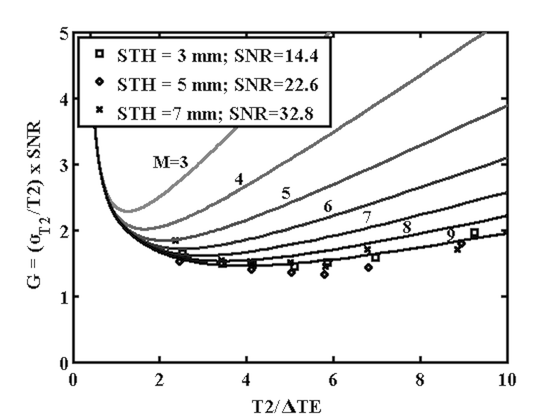 5
4
3
2
1
0
STH = 3 mm; SNR=14.4
STH = 5 mm; SNR=22.6
STH =7 mm; SNR=32.8
M=3
4
5
6
7
8
9
G = (σT2/T2) x SNR
0 2 4 6 8 10
T2/ΔTE